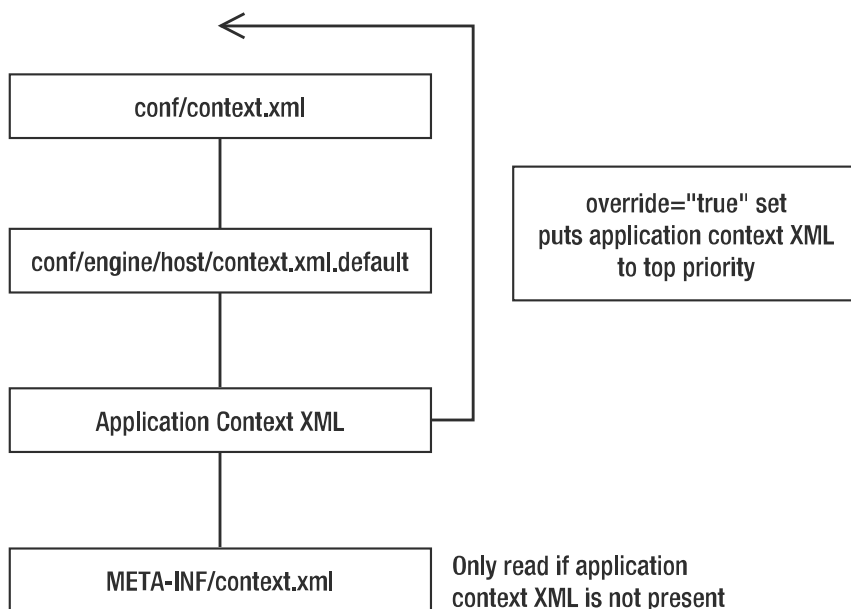 conf/context.xml
override="true" set
puts application context XML
to top priority
conf/engine/host/context.xml.default
Application Context XML
META-INF/context.xml
Only read if application
context XML is not present